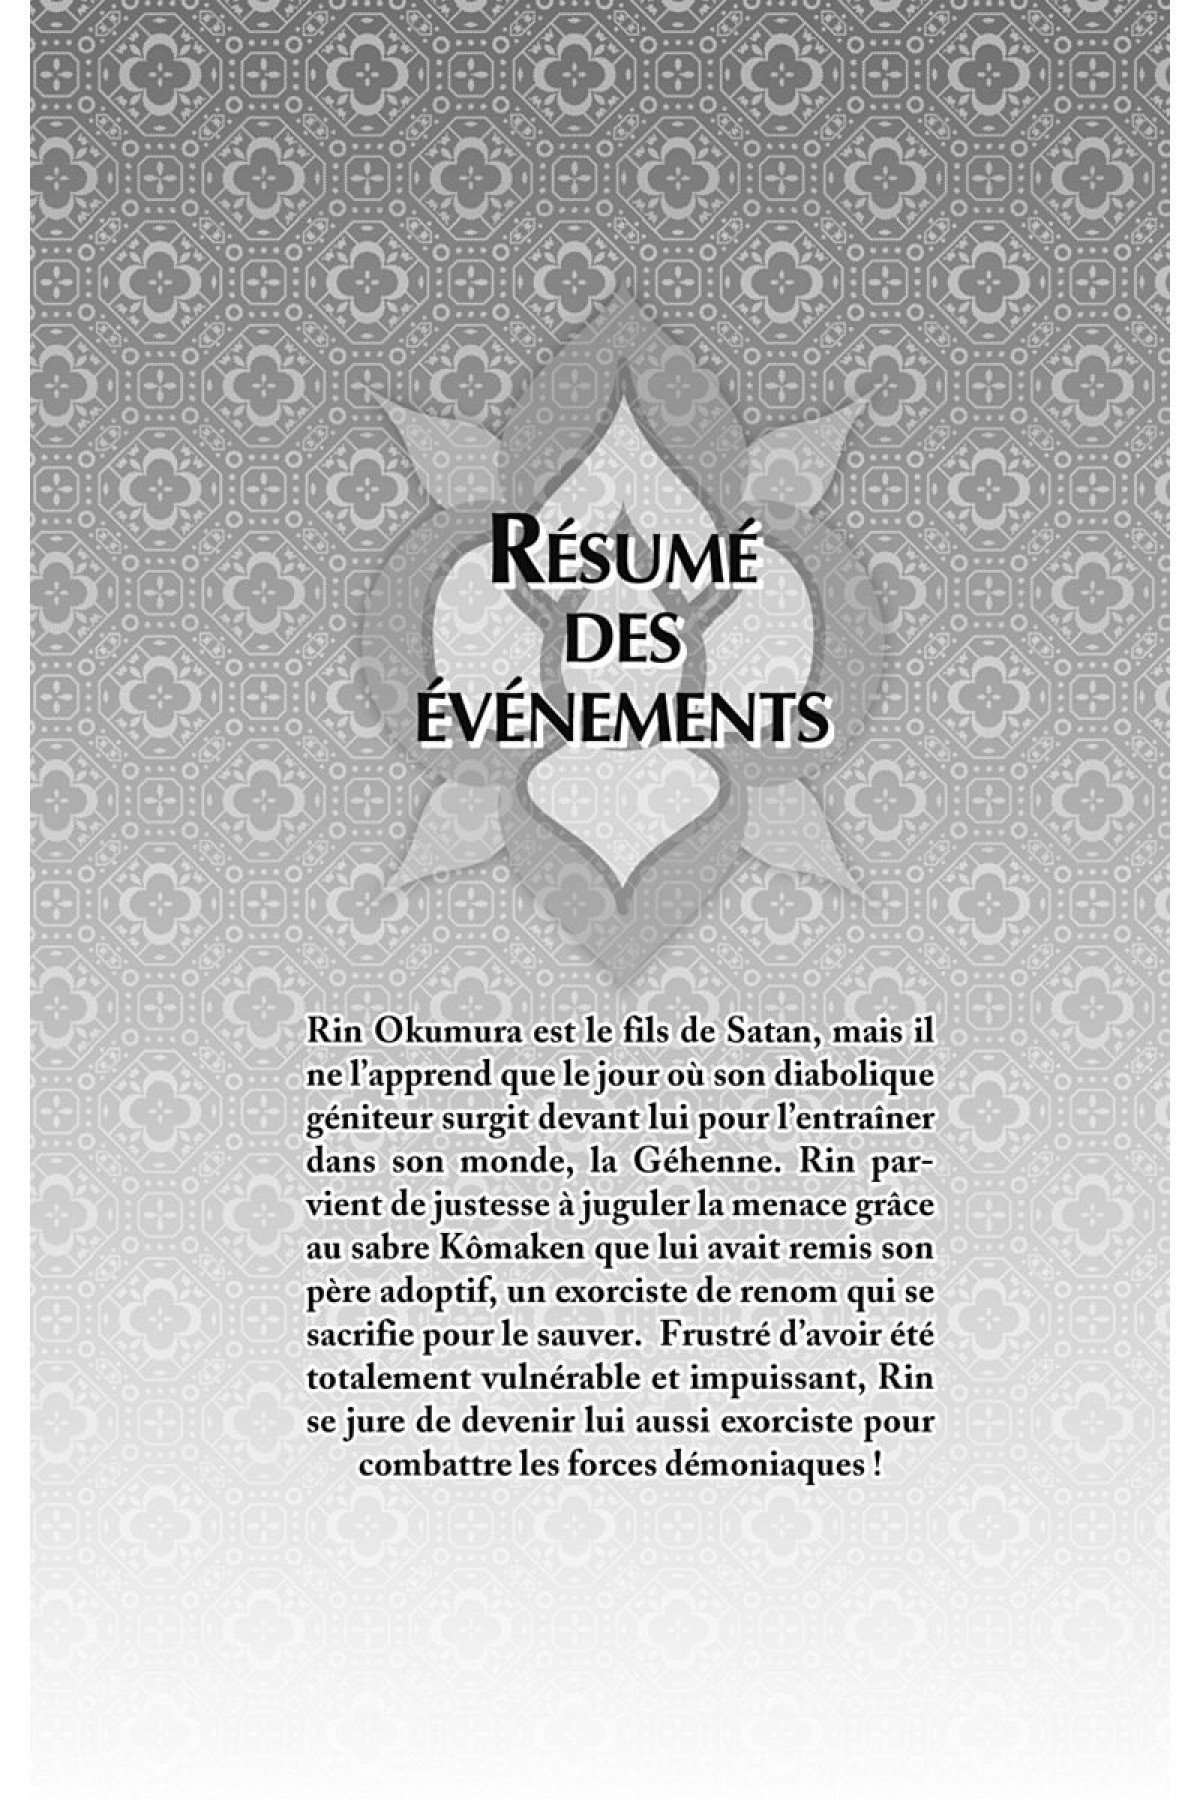 RÉSUMÉ
DES
ÉVÉNEMENTS
Rin Okumura est le fils de Satan, mais il
ne l’apprend que le jour où son diabolique
géniteur surgit devant lui pour l’entraîner
dans son monde, la Géhenne. Rin par-
vient de justesse à juguler la menace grâce
au sabre Kômaken que lui avait remis son
père adoptif, un exorciste de renom qui se
sacrifie pour le sauver. Frustré d’avoir été
totalement vulnérable et impuissant, Rin
se jure de devenir lui aussi exorciste pour
combattre les forces démoniaques !